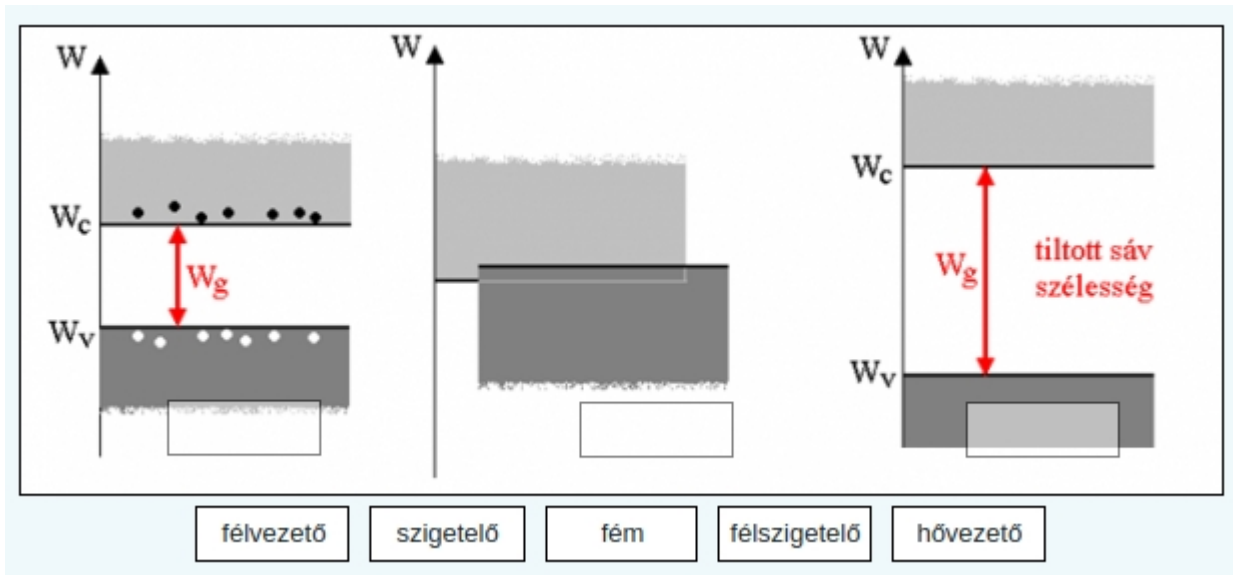 W
W
W
Wc
Wg
Wv
Wc
Wg
tiltott sáv
szélesség
Wv
félvezető
szigetelő
fém
félszigetelő
hővezető